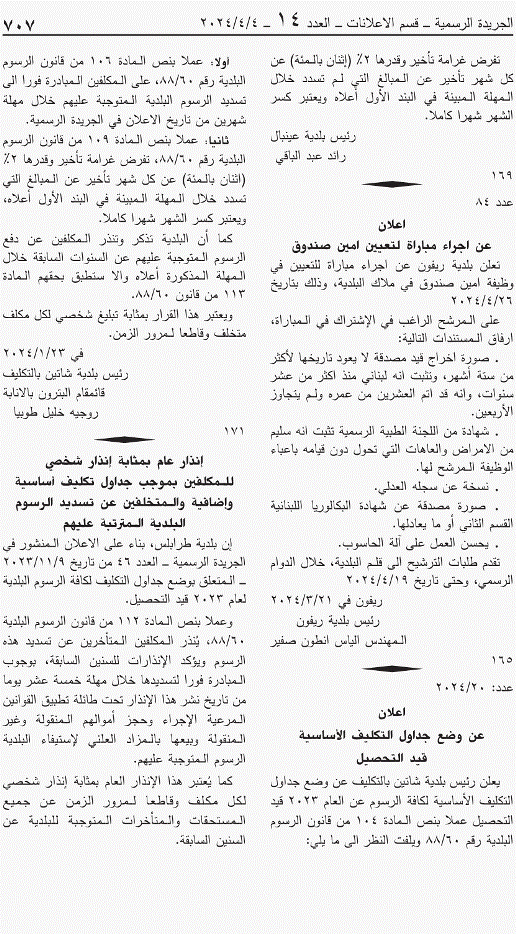 الجريدة الرسمية ــ قسم الاعلانات ــ العدد ١٤ ــ ٢٠٢٤/٤/٤
٧٠٧
تفرض غرامة تأخير وقدرها ٢٪ (إثنان بالمئة) عن
كل شهر تأخير عن المبالغ التي لم تسدد خلال
المهلة المبينة في البند الأول أعلاه ويعتبر كسر
الشهر شهرا كاملا.
رئيس بلدية عينبال
رائد عبد الباقي
١٦٩
عدد ٨٤
اعلان
عن اجراء مباراة لتعيين امين صندوق
تعلن بلدية ريفون عن اجراء مباراة للتعيين في
وظيفة امين صندوق في ملاك البلدية، وذلك بتاريخ
٢٠٢٤/٤/٢٦
على المرشح الراغب في الإشتراك في المباراة،
ارفاق المستندات التالية:
. صورة اخراج قيد مصدقة لا يعود تاريخها لأكثر
من ستة أشهر، وتثبت انه لبناني منذ اكثر من عشر
سنوات، وانه قد اتم العشرين من عمره ولم يتجاوز
الأربعين.
. شهادة من اللجنة الطبية الرسمية تثبت انه سليم
من الامراض والعاهات التي تحول دون قيامه باعباء
الوظيفة المرشح لها.
. نسخة عن سجله العدلي.
. صورة مصدقة عن شهادة البكالوريا اللبنانية
القسم الثاني أو ما يعادلها.
. يحسن العمل على آلة الحاسوب.
تقدم طلبات الترشيح الى قلم البلدية، خلال الدوام
الرسمي، وحتى تاريخ ٢٠٢٤/٤/١٩
ريفون في ٢٠٢٤/٣/٢١
رئيس بلدية ريفون
المهندس الياس انطون صفير
١٦٥
عدد: ٢٠٢٤/٢٠
اعلان
عن وضع جداول التكليف الأساسية
قيد التحصيل
يعلن رئيس بلدية شاتين بالتكليف عن وضع جداول
التكليف الأساسية لكافة الرسوم عن العام ٢٠٢٣ قيد
التحصيل عملا بنص المادة ١٠٤ من قانون الرسوم
البلدية رقم ٨٨/٦٠ ويلفت النظر الى ما يلي:
اولا: عملا بنص المادة ١٠٦ من قانون الرسوم
البلدية رقم ٨٨/٦٠، على المكلفين المبادرة فورا الى
تسديد الرسوم البلدية المتوجبة عليهم خلال مهلة
شهرين من تاريخ الاعلان في الجريدة الرسمية.
ثانيا: عملا بنص المادة ١٠٩ من قانون الرسوم
البلدية رقم ٨٨/٦٠، تفرض غرامة تأخير وقدرها ٢٪
(إثنان بالمئة) عن كل شهر تأخير عن المبالغ التي
تسدد خلال المهلة المبينة في البند الأول أعلاه،
ويعتبر كسر الشهر شهرا كاملا.
كما أن البلدية تذكر وتنذر المكلفين عن دفع
الرسوم المتوجبة عليهم عن السنوات السابقة خلال
المهلة المذكورة أعلاه والا ستطبق بحقهم المادة
١١٣ من قانون ٨٨/٦٠.
ويعتبر هذا القرار بمثابة تبليغ شخصي لكل مكلف
متخلف وقاطعا لمرور الزمن.
في ٢٠٢٤/١/٢٣
رئيس بلدية شاتين بالتكليف
قائمقام البترون بالانابة
روجيه خليل طوبيا
١٧١
إنذار عام بمثابة إنذار شخصي
للمكلفين بموجب جداول تكليف أساسية
وإضافية والمتخلفين عن تسديد الرسوم
البلدية المترتبة عليهم
إن بلدية طرابلس، بناء على الاعلان المنشور في
الجريدة الرسمية ــ العدد ٤٦ من تاريخ ٢٠٢٣/١١/٩
ــ المتعلق بوضع جداول التكليف لكافة الرسوم البلدية
لعام ٢٠٢٣ قيد التحصيل.
وعملا بنص المادة ١١٢ من قانون الرسوم البلدية
٨٨/٦٠، يُنذر المكلفين المتأخرين عن تسديد هذه
الرسوم ويؤكد الإنذارات للسنين السابقة، بوجوب
المبادرة فورا لتسديدها خلال مهلة خمسة عشر يوما
من تاريخ نشر هذا الإنذار تحت طائلة تطبيق القوانين
المرعية الإجراء وحجز أموالهم المنقولة وغير
المنقولة وبيعها بالمزاد العلني لإستيفاء البلدية
الرسوم المتوجبة عليهم.
كما يُعتبر هذا الإنذار العام بمثابة إنذار شخصي
لكل مكلف وقاطعا لمرور الزمن عن جميع
المستحقات والمتأخرات المتوجبة للبلدية عن
السنين السابقة.